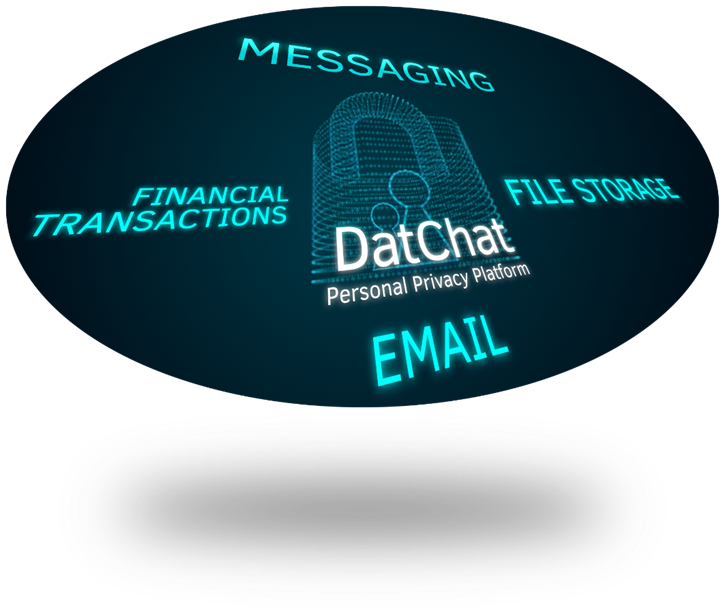 MESSAGING
FINANCIAL
TRANSACTIONS
FILE STORAGE
DatChat
Personal Privacy Platform
EMAIL